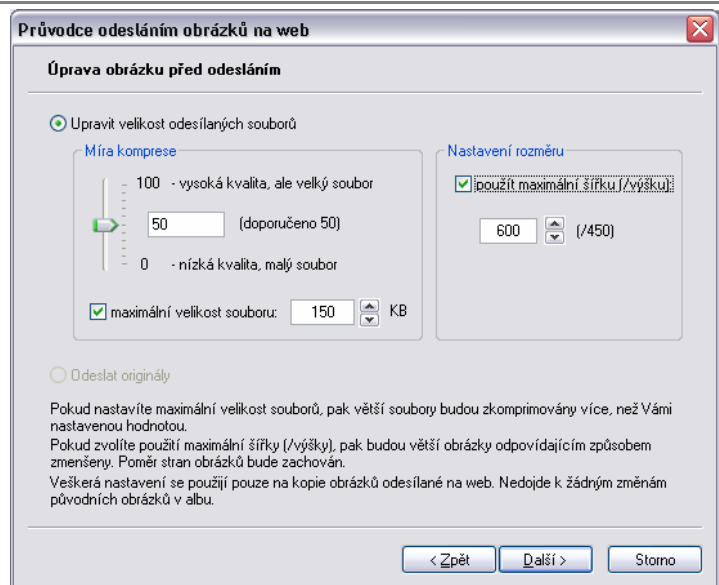 Průvodce odesláním obrázků na web
Úprava obrázku před odesláním
Upravit velikost odesílaných souborů
Míra komprese
100 - vysoká kvalita, ale velký soubor
50 (doporučeno 50)
0 - nízká kvalita, malý soubor
maximální velikost souboru: 150 KB
Nastavení rozměru
použít maximální šířku (/výšku):
600 (/450)
Odeslat originály
Pokud nastavíte maximální velikost souborů, pak větší soubory budou zkomprimovány více, než Vámi
nastavenou hodnotou.
Pokud zvolíte použití maximální šířky (/výšky), pak budou větší obrázky odpovídajícím způsobem
zmenšeny. Poměr stran obrázků bude zachován.
Veškerá nastavení se použijí pouze na kopie obrázků odesílané na web. Nedojde k žádným změnám
původních obrázků v albu.
< Zpět Další > Storno